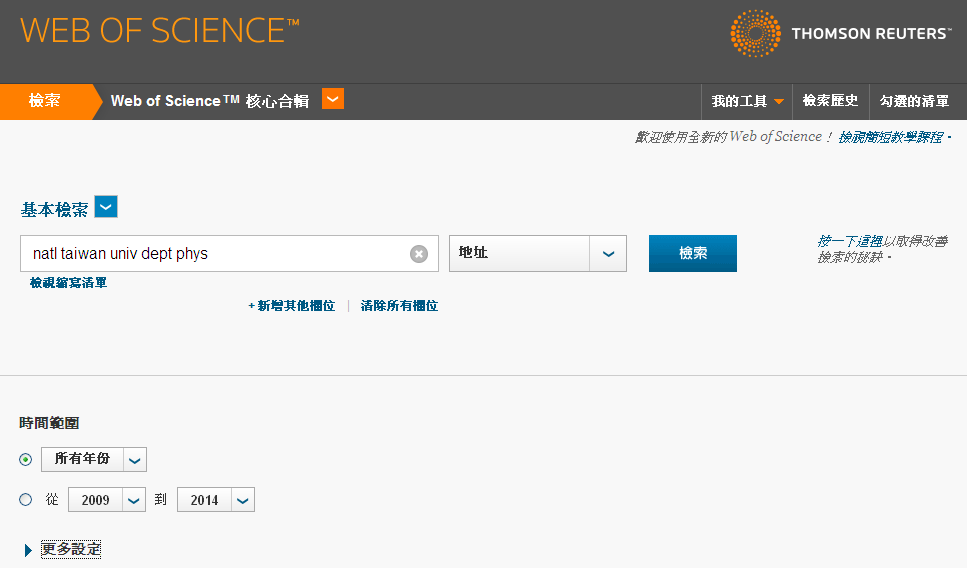 WEB OF SCIENCE™
THOMSON REUTERS™
檢索
Web of Science™ 核心合輯
我的工具
檢索歷史
勾選的清單
歡迎使用全新的 Web of Science！ 檢視簡短教學課程。
基本檢索
natl taiwan univ dept phys
地址
檢索
按一下這裡以取得改善
檢索的秘訣。
檢視縮寫清單
+ 新增其他欄位 | 清除所有欄位
時間範圍
所有年份
從 2009 到 2014
更多設定